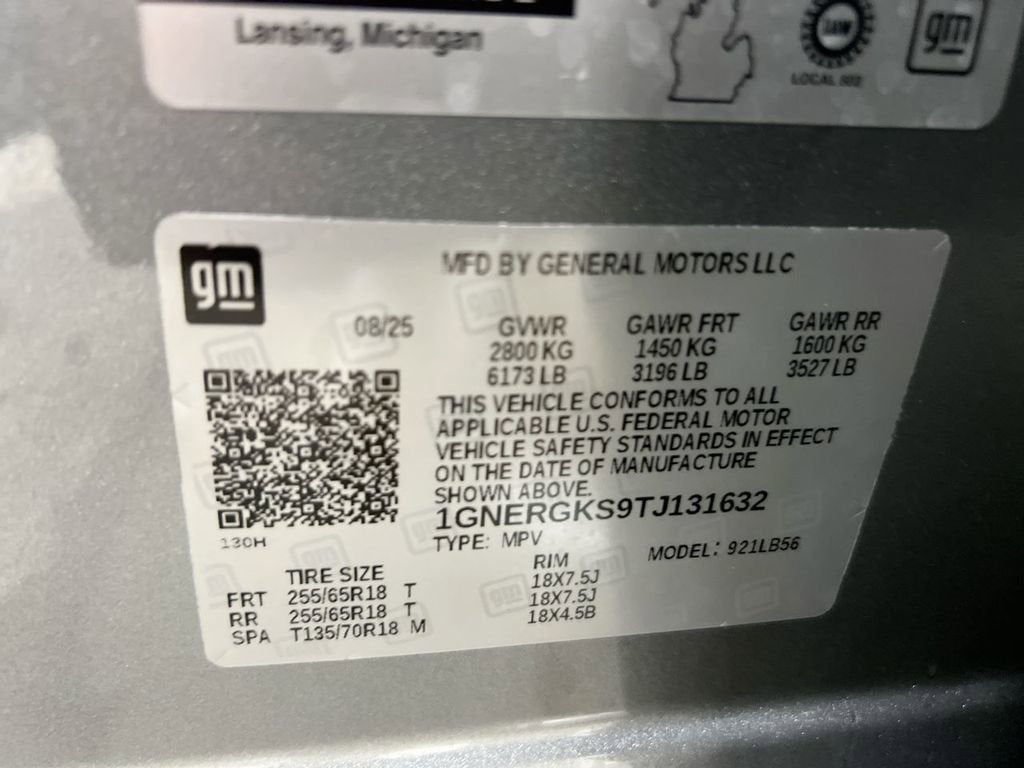 Lansing, Michigan
LOCAL 602
gm
gm
MFD BY GENERAL MOTORS LLC
08/25
GVWR GAWR FRT GAWR RR
2800 KG 1450 KG 1600 KG
6173 LB 3196 LB 3527 LB
THIS VEHICLE CONFORMS TO ALL
APPLICABLE U.S. FEDERAL MOTOR
VEHICLE SAFETY STANDARDS IN EFFECT
ON THE DATE OF MANUFACTURE
SHOWN ABOVE.
1GNERGKS9TJ131632
130H
TYPE: MPV MODEL: 921LB56
TIRE SIZE RIM
FRT 255/65R18 T 18X7.5J
RR 255/65R18 T 18X7.5J
SPA T135/70R18 M 18X4.5B